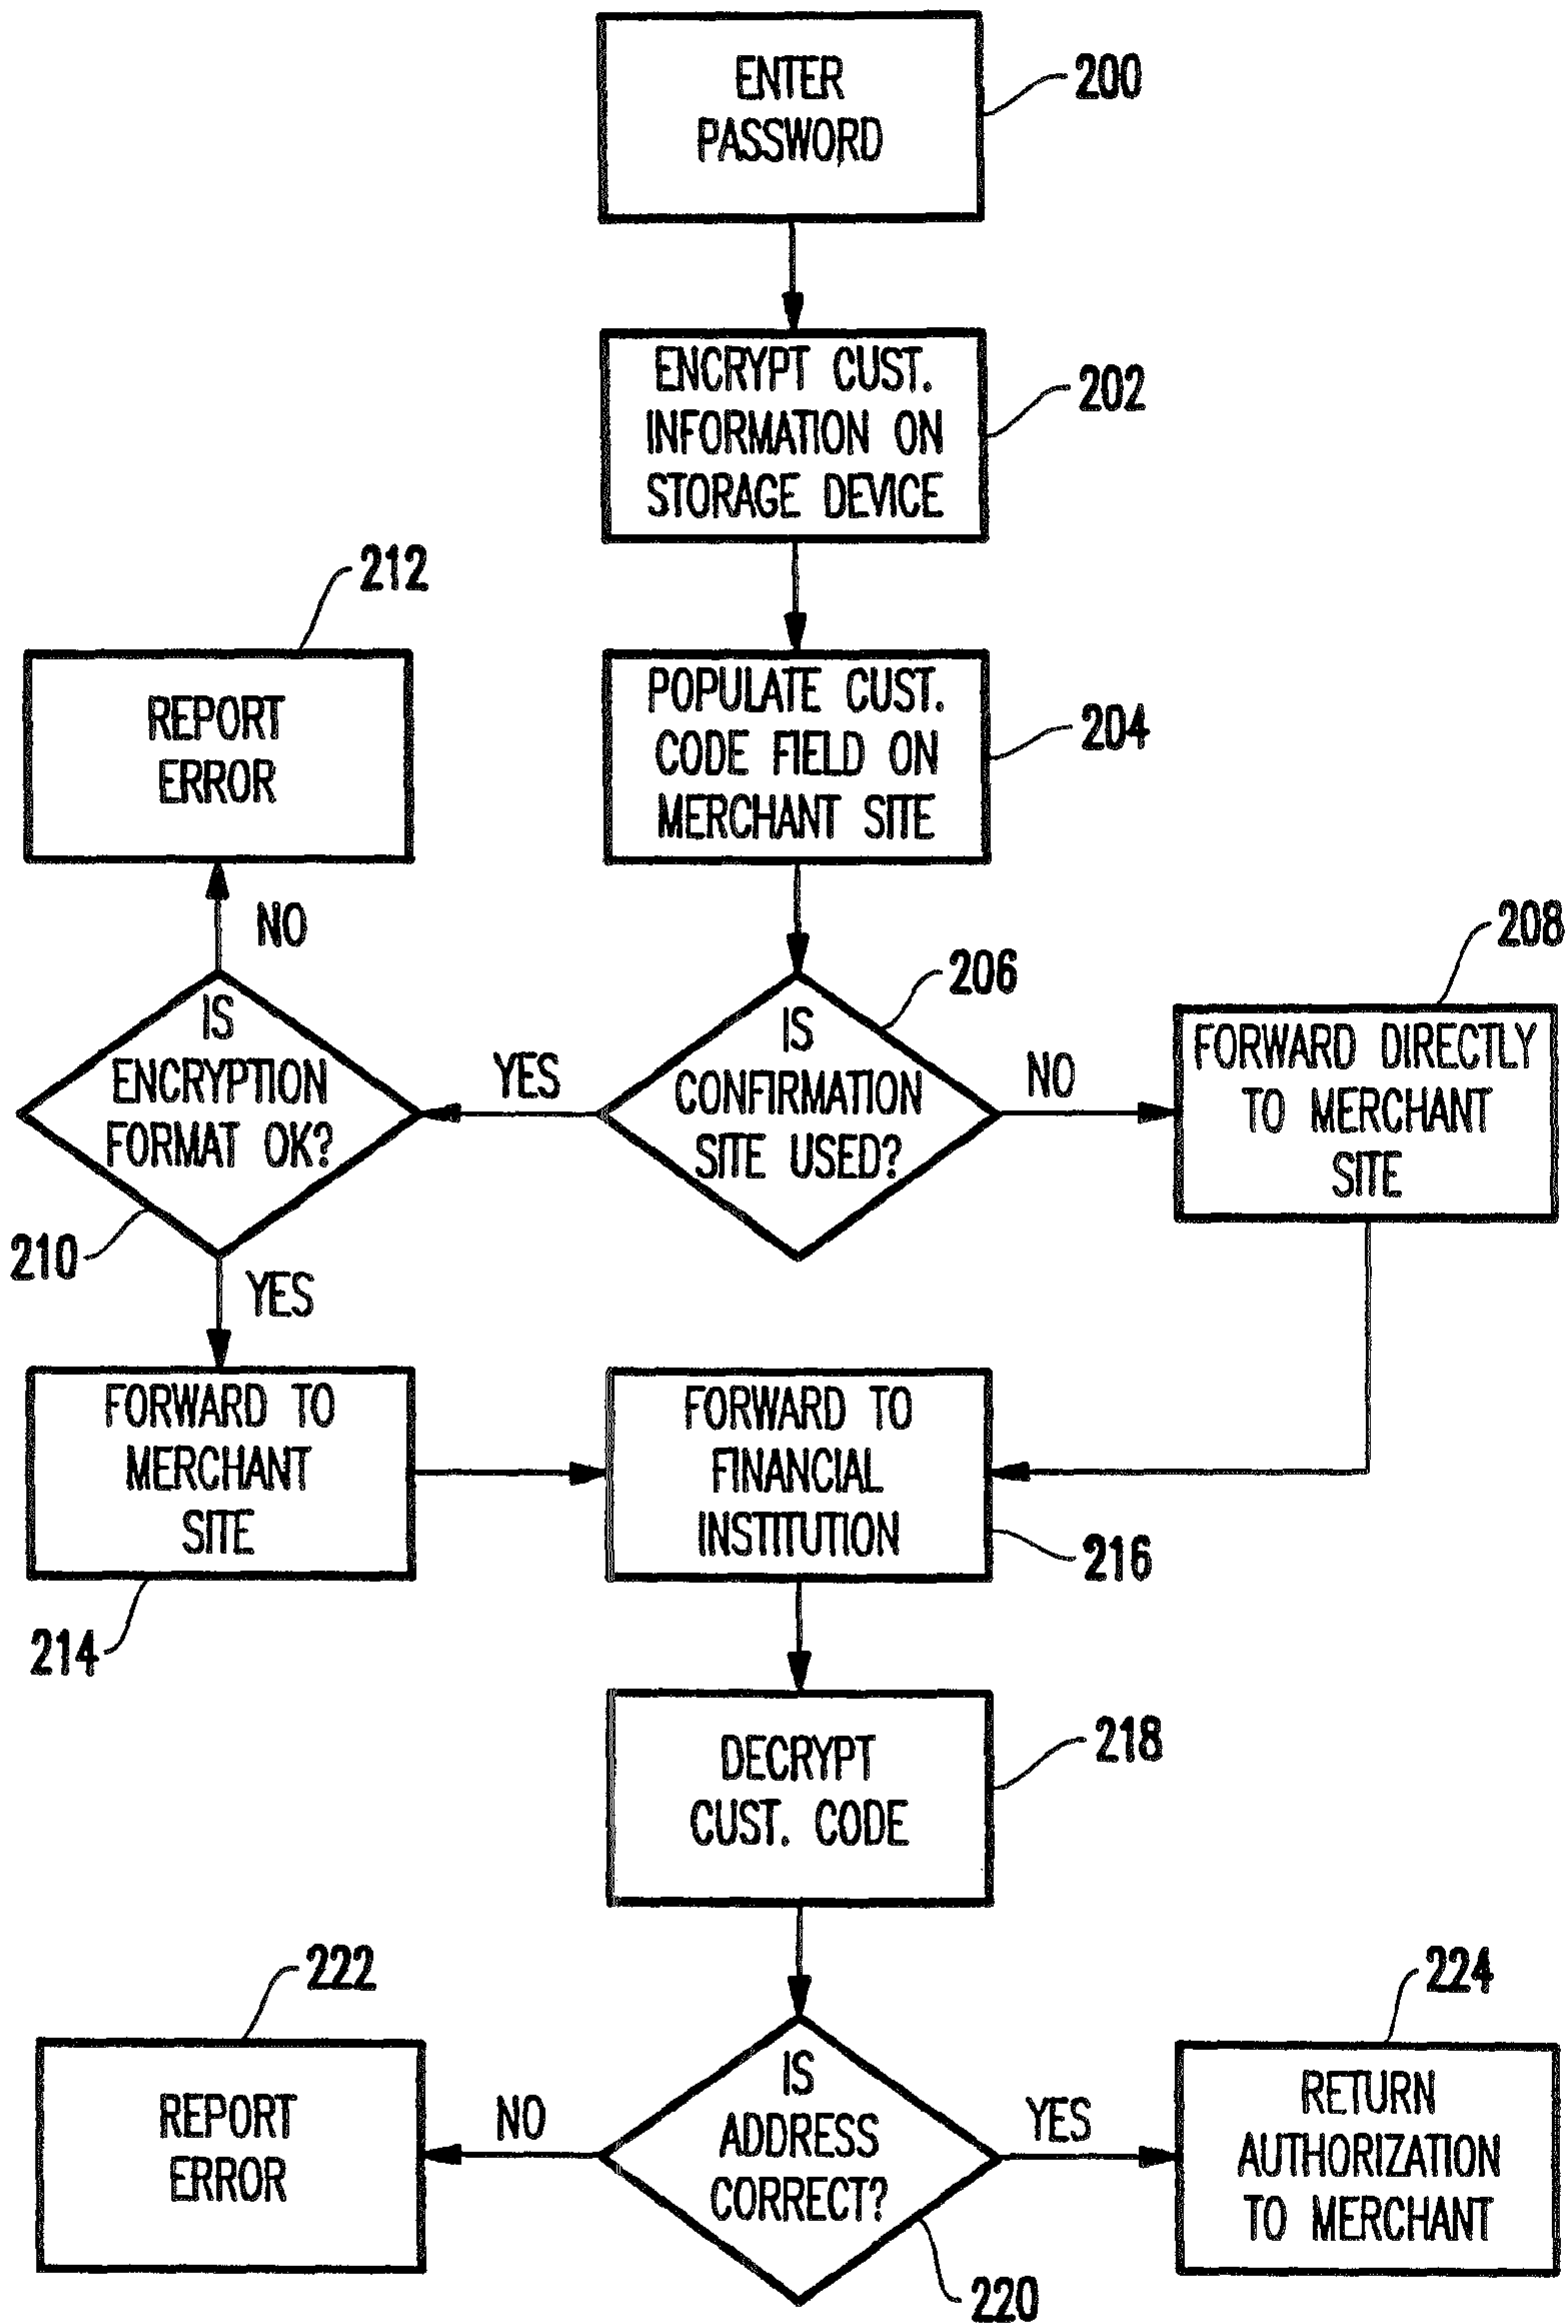 ENTER
PASSWORD
200
ENCRYPT CUST.
INFORMATION ON
STORAGE DEVICE
202
212
REPORT
ERROR
POPULATE CUST.
CODE FIELD ON
MERCHANT SITE
204
NO
206
208
IS
ENCRYPTION
FORMAT OK?
210
YES
IS
CONFIRMATION
SITE USED?
NO
FORWARD DIRECTLY
TO MERCHANT
SITE
YES
FORWARD TO
MERCHANT
SITE
214
FORWARD TO
FINANCIAL
INSTITUTION
216
DECRYPT
CUST. CODE
218
222
224
REPORT
ERROR
NO
IS
ADDRESS
CORRECT?
220
YES
RETURN
AUTHORIZATION
TO MERCHANT